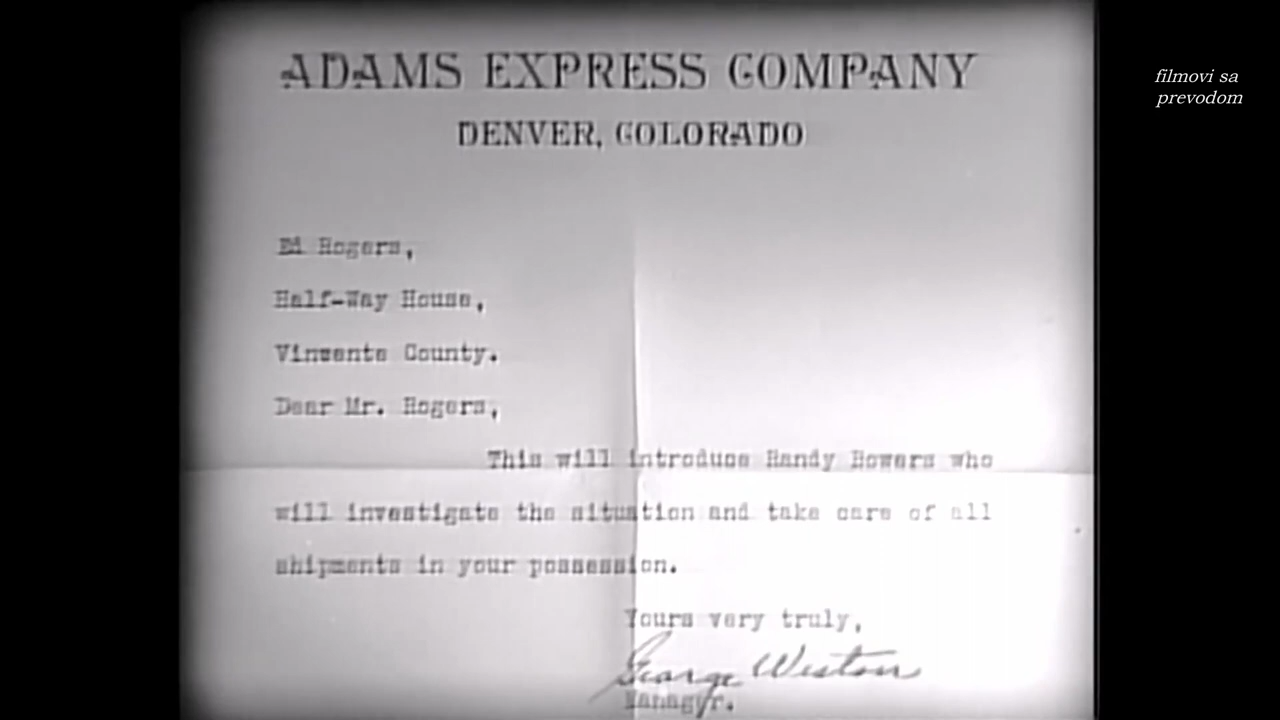 ADAMS EXPRESS COMPANY
DENVER, COLORADO
Ed Rogers,
Half-Way House,
Vinsente County.
Dear Mr. Rogers,
This will introduce Randy Bowers who
will investigate the situation and take care of all
shipments in your possession.
Yours very truly,
George Weston
Manager.
filmovi sa
prevodom